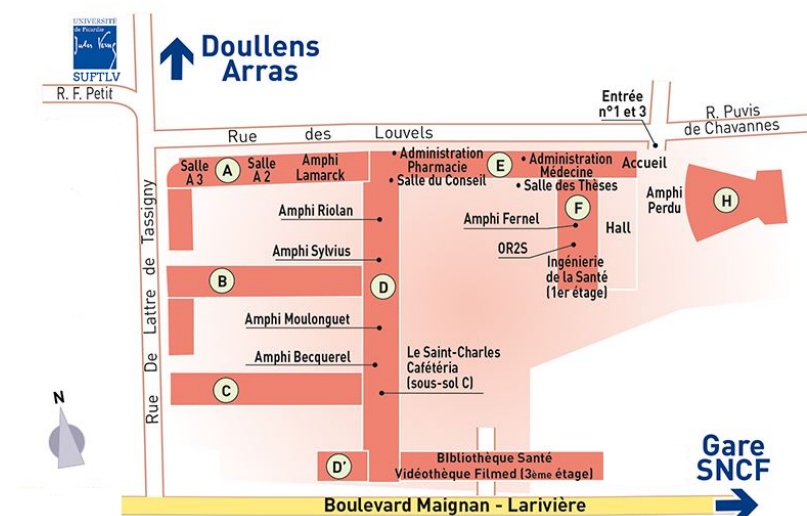 UNIVERSITÉ
de Picardie
Jules Verne
SUFTLV
Doullens
Arras
R. F. Petit
Entrée
n°1 et 3
R. Puvis
de Chavannes
Rue des Louvels
Salle
A 3
A
Salle
A 2
Amphi
Lamarck
• Administration
Pharmacie
• Salle du Conseil
E
• Administration
Médecine
• Salle des Thèses
Accueil
Amphi
Perdu
H
Amphi Riolan
Amphi Fernel
F
Hall
OR2S
Ingénierie
de la Santé
(1er étage)
Amphi Sylvius
B
D
Amphi Moulonguet
Amphi Becquerel
Le Saint-Charles
Cafétéria
(sous-sol C)
C
Rue De Lattre de Tassigny
N
D'
BIbliothèque Santé
Vidéothèque Filmed (3ème étage)
Gare
SNCF
Boulevard Maignan - Larivière